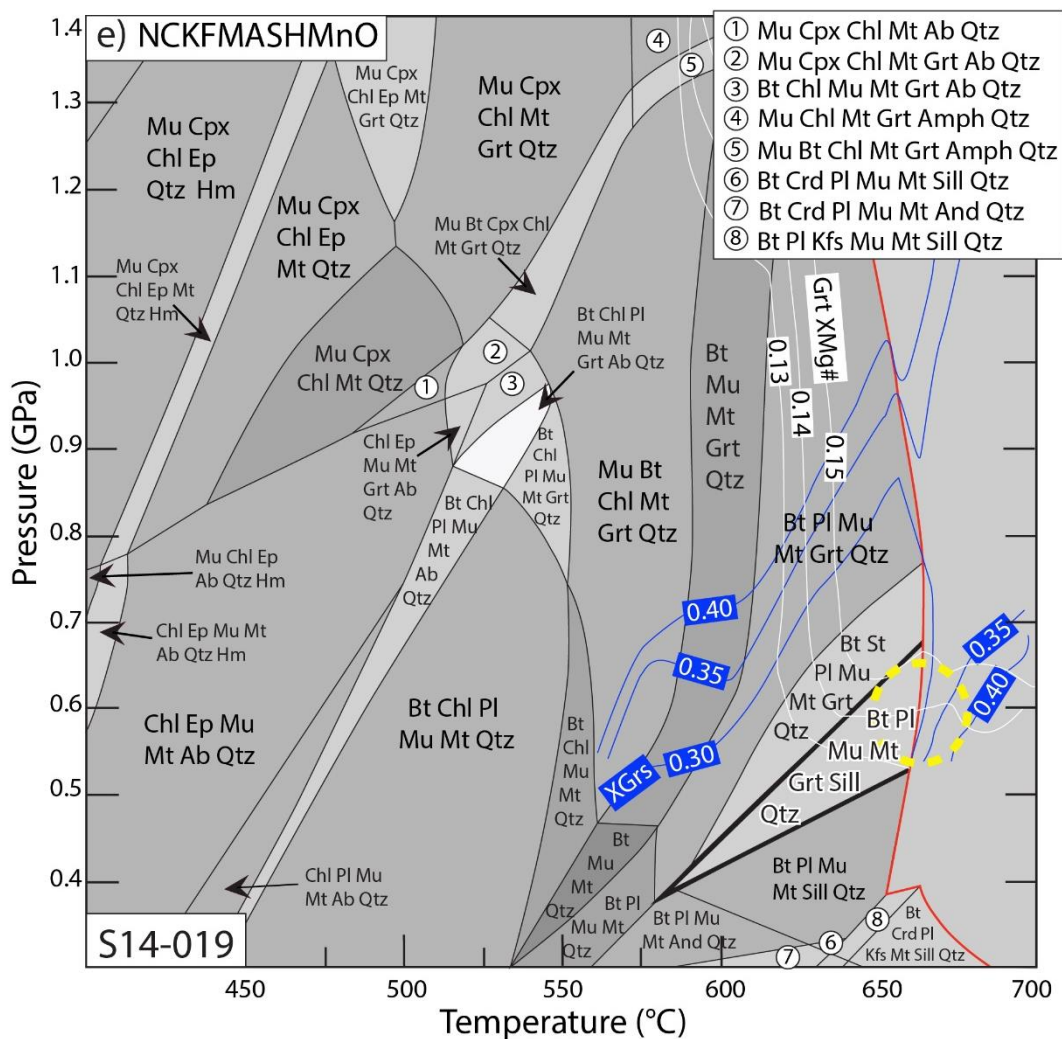 e) NCKFMASHMnO
① Mu Cpx Chl Mt Ab Qtz
② Mu Cpx Chl Mt Grt Ab Qtz
③ Bt Chl Mu Mt Grt Ab Qtz
④ Mu Chl Mt Grt Amph Qtz
⑤ Mu Bt Chl Mt Grt Amph Qtz
⑥ Bt Crd Pl Mu Mt Sill Qtz
⑦ Bt Crd Pl Mu Mt And Qtz
⑧ Bt Pl Kfs Mu Mt Sill Qtz
1.4
1.3
1.2
1.1
1.0
0.9
0.8
0.7
0.6
0.5
0.4
Pressure (GPa)
④
⑤
Mu Cpx
Chl Ep Mt
Grt Qtz
Mu Cpx
Chl Mt
Grt Qtz
Mu Cpx
Chl Ep
Qtz Hm
Mu Cpx
Chl Ep
Mt Qtz
Mu Bt Cpx Chl
Mt Grt Qtz
Mu Cpx
Chl Ep Mt
Qtz Hm
Bt Chl Pl
Mu Mt
Grt Ab Qtz
Mu Cpx
Chl Mt Qtz
①
②
③
Bt
Mu
Mt
Grt
Qtz
Grt XMg#
0.13
0.14
0.15
Chl Ep
Mu Mt
Grt Ab
Qtz
Bt
Chl
Pl Mu
Mt Grt
Qtz
Mu Bt
Chl Mt
Grt Qtz
Bt Chl
Pl Mu
Mt
Ab
Qtz
Bt Pl Mu
Mt Grt Qtz
Mu Chl Ep
Ab Qtz Hm
Chl Ep Mu Mt
Ab Qtz Hm
0.40
0.35
XGrs
0.30
0.35
0.40
Bt St
Pl Mu
Mt Grt
Qtz
Chl Ep Mu
Mt Ab Qtz
Bt Chl Pl
Mu Mt Qtz
Bt
Chl
Mu
Mt
Qtz
Bt Pl
Mu Mt
Grt Sill
Qtz
Bt
Mu
Mt
Qtz
Chl Pl Mu
Mt Ab Qtz
Bt Pl
Mu Mt
Qtz
Bt Pl Mu
Mt And Qtz
Bt Pl Mu
Mt Sill Qtz
⑧
⑥
⑦
Bt
Crd Pl
Kfs Mt Sill Qtz
S14-019
450
500
550
600
650
700
Temperature (°C)